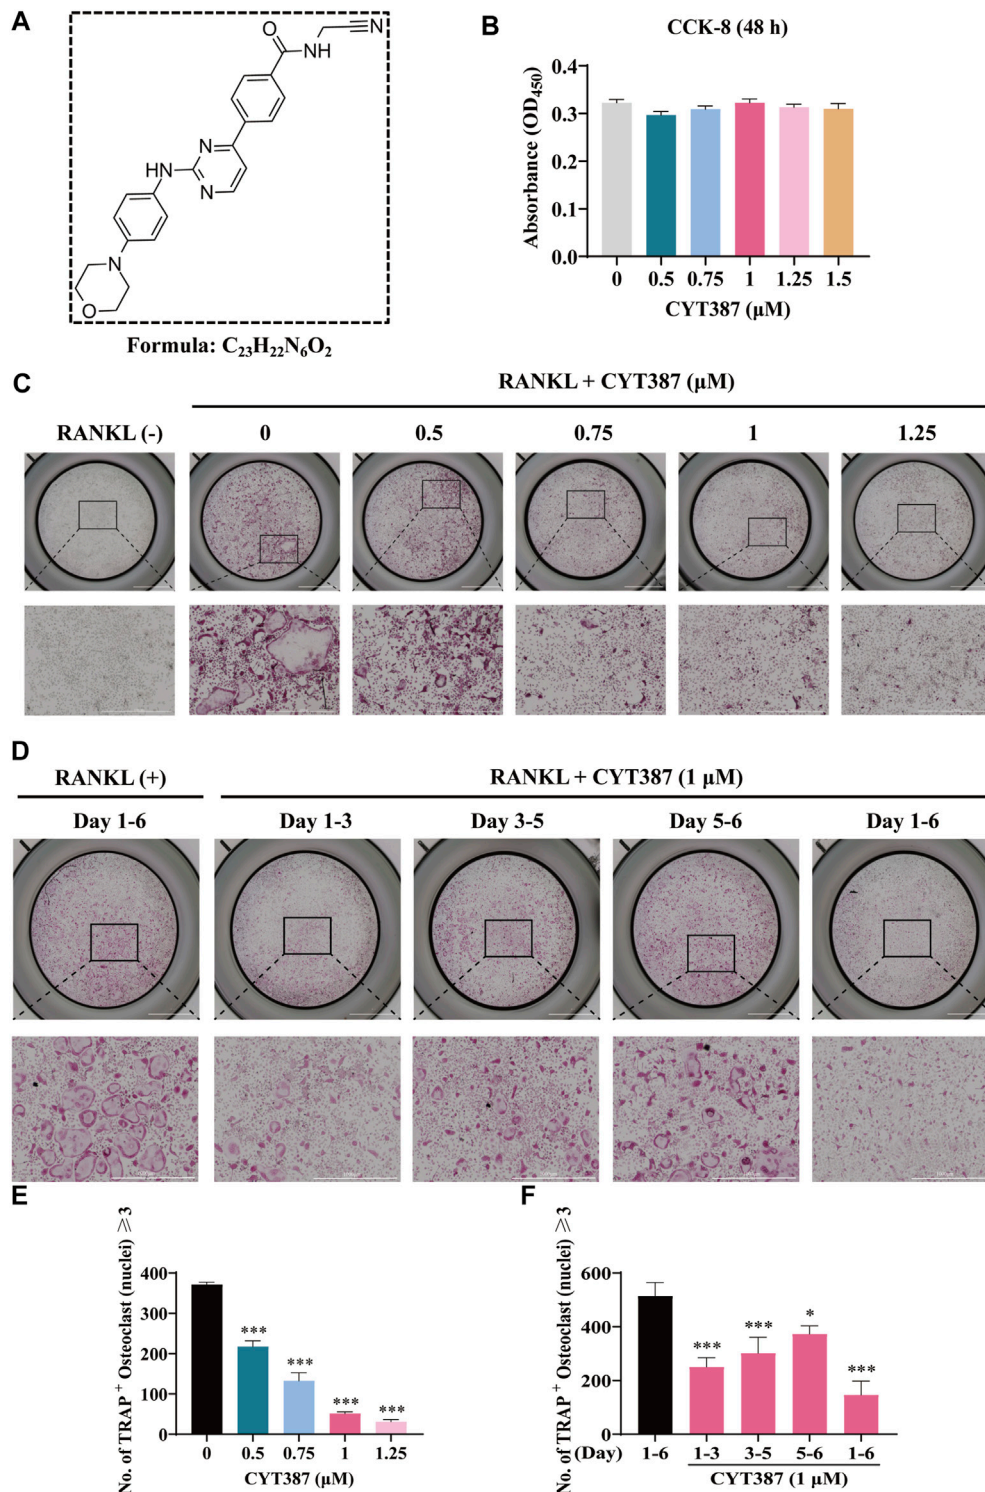 A
O
N
H
N
N
HN
N
N
N
O
Formula: C₂₃H₂₂N₆O₂
B
CCK-8 (48 h)
Absorbance (OD₄₅₀)
0.4
0.3
0.2
0.1
0.0
0 0.5 0.75 1 1.25 1.5
CYT387 (μM)
C
RANKL + CYT387 (μM)
RANKL (-) 0 0.5 0.75 1 1.25
D
RANKL (+) RANKL + CYT387 (1 μM)
Day 1-6 Day 1-3 Day 3-5 Day 5-6 Day 1-6
E
No. of TRAP⁺ Osteoclast (nuclei) ≥3
400
300
200
100
0
*** *** *** ***
0 0.5 0.75 1 1.25
CYT387 (μM)
F
No. of TRAP⁺ Osteoclast (nuclei) ≥3
600
400
200
0
*** *** * ***
(Day) 1-6 1-3 3-5 5-6 1-6
CYT387 (1 μM)